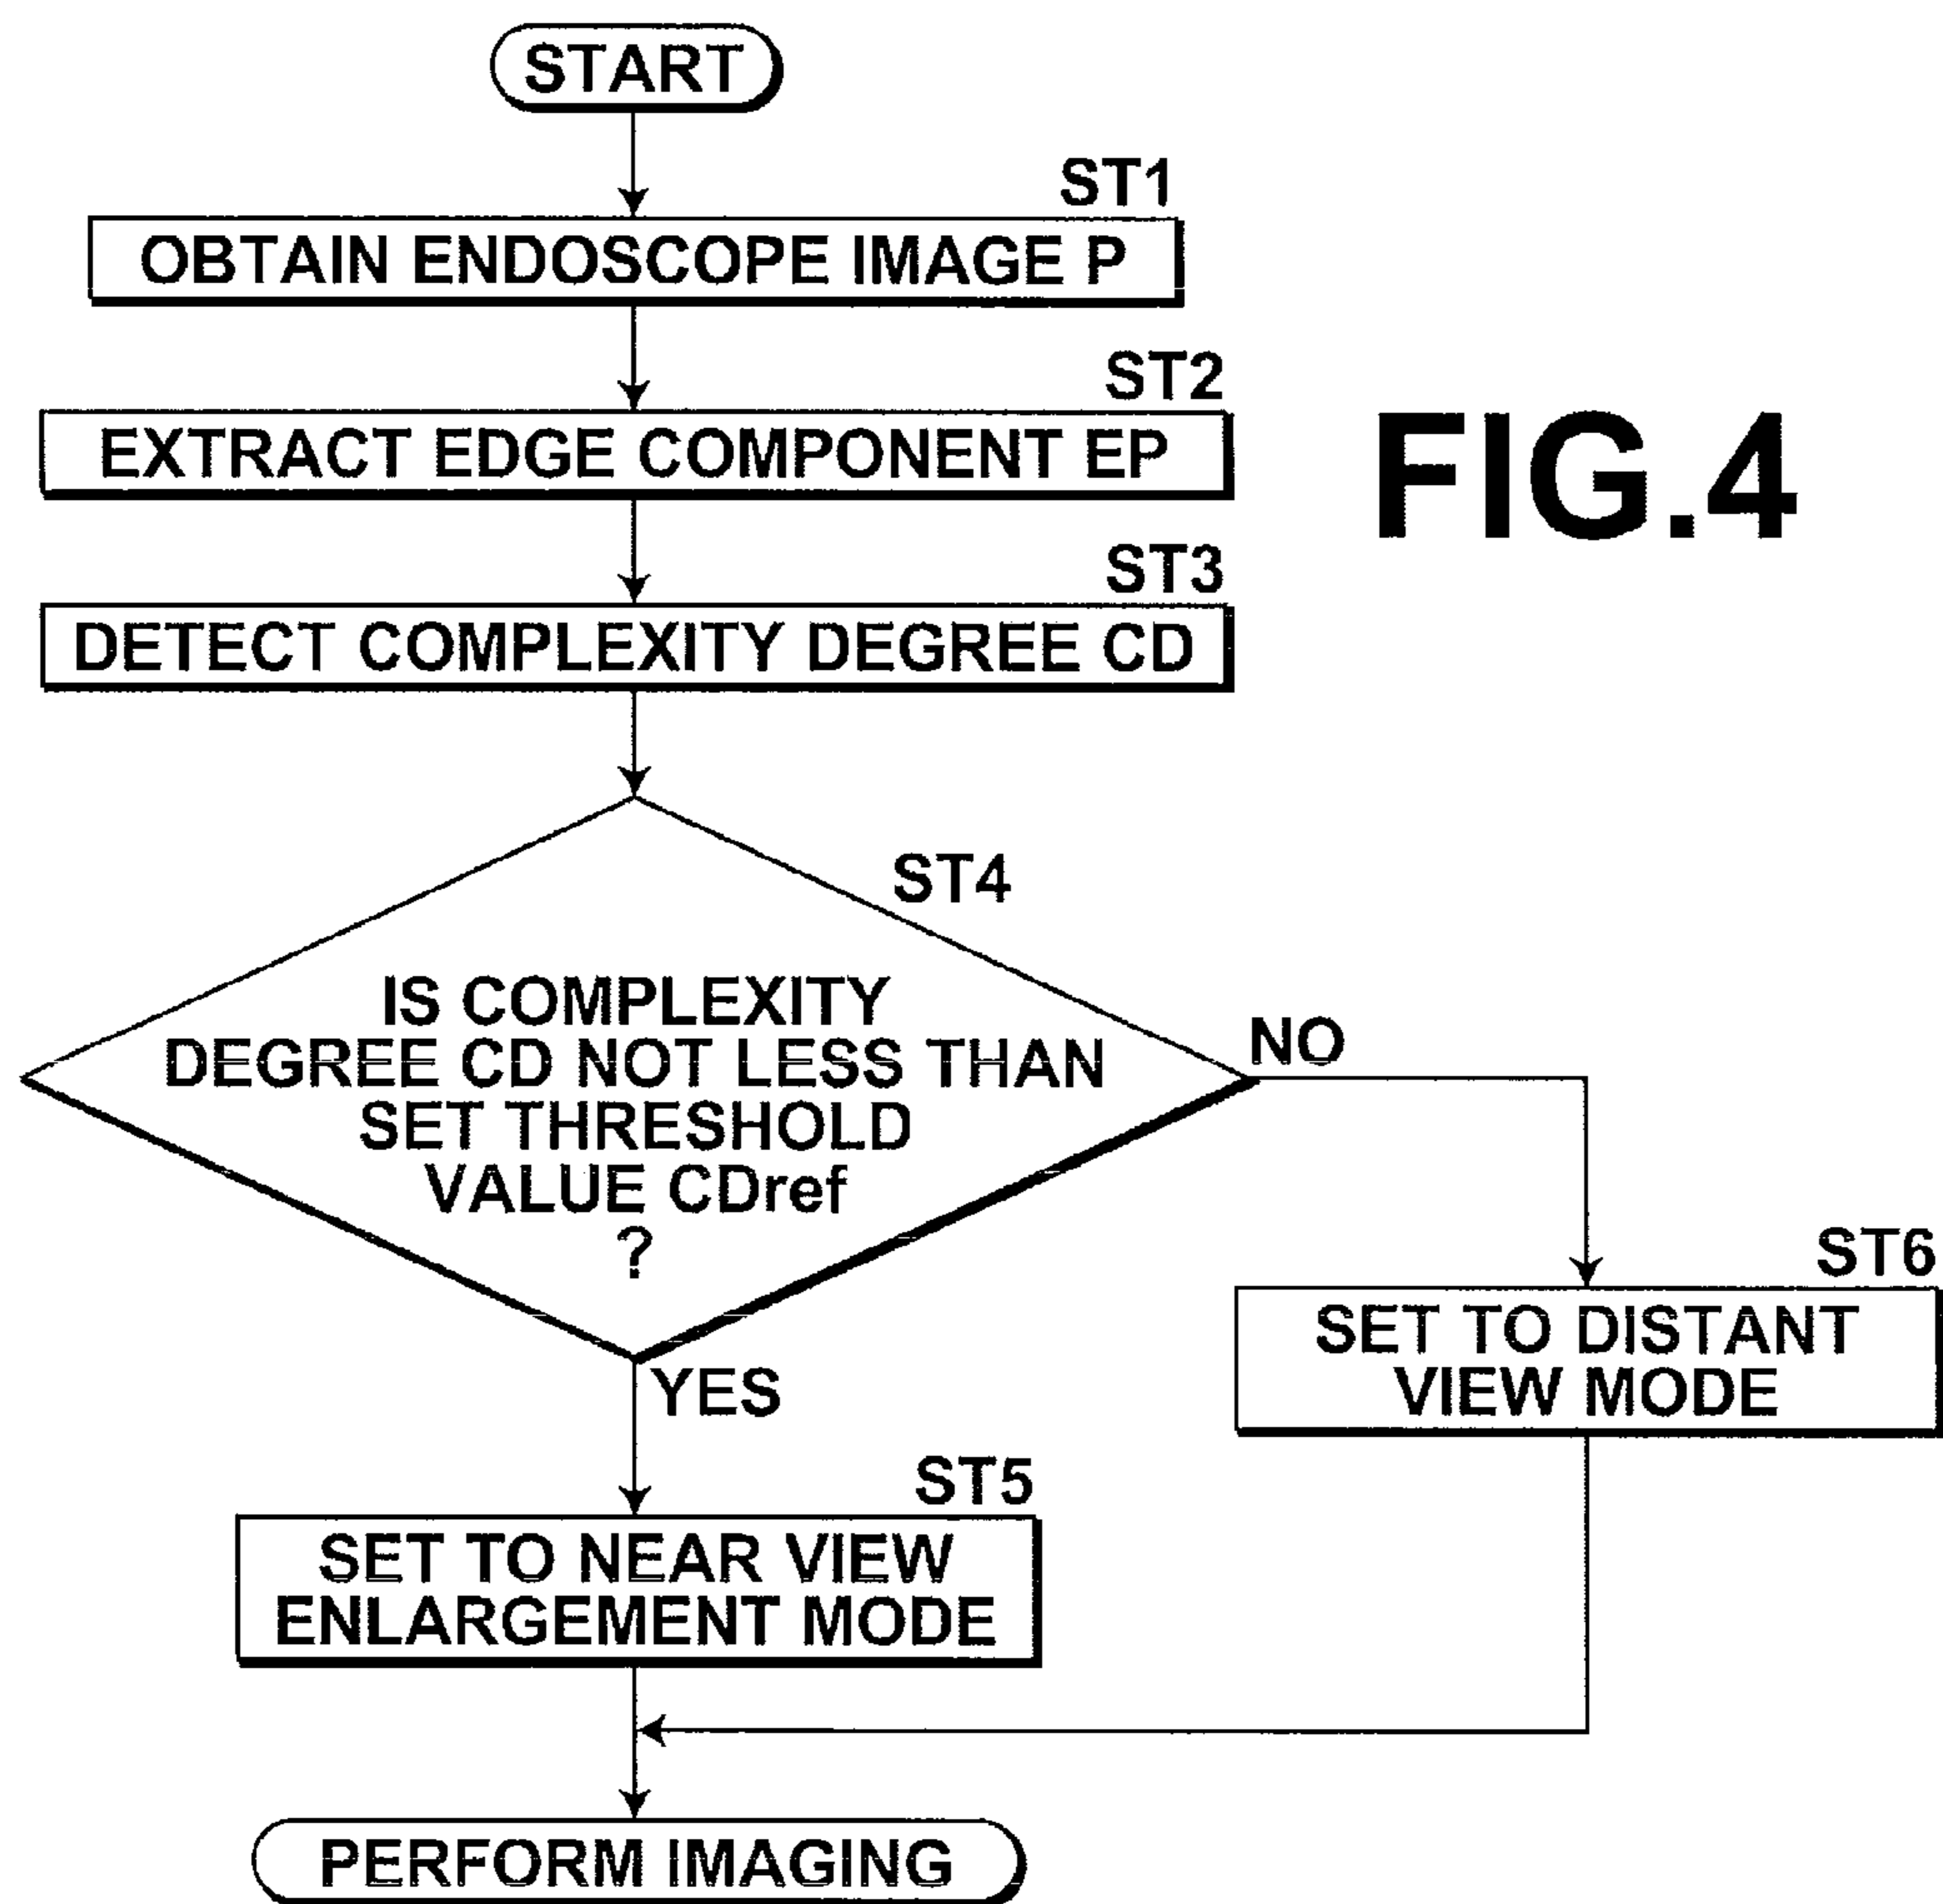 START
ST1
OBTAIN ENDOSCOPE IMAGE P
ST2
EXTRACT EDGE COMPONENT EP
FIG.4
ST3
DETECT COMPLEXITY DEGREE CD
ST4
IS COMPLEXITY
DEGREE CD NOT LESS THAN
SET THRESHOLD
VALUE CDref
?
NO
ST6
SET TO DISTANT
VIEW MODE
YES
ST5
SET TO NEAR VIEW
ENLARGEMENT MODE
PERFORM IMAGING